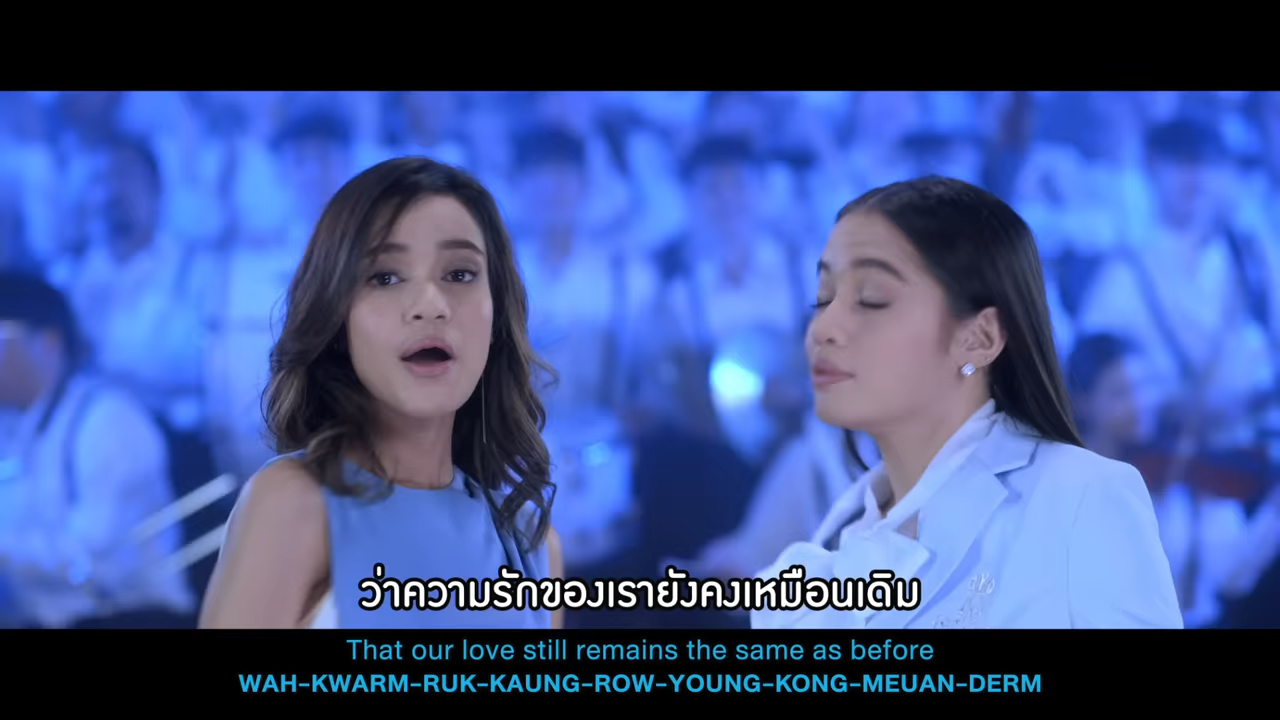 ว่าความรักของเรายังคงเหมือนเดิม
That our love still remains the same as before
WAH-KWARM-RUK-KAUNG-ROW-YOUNG-KONG-MEUAN-DERM